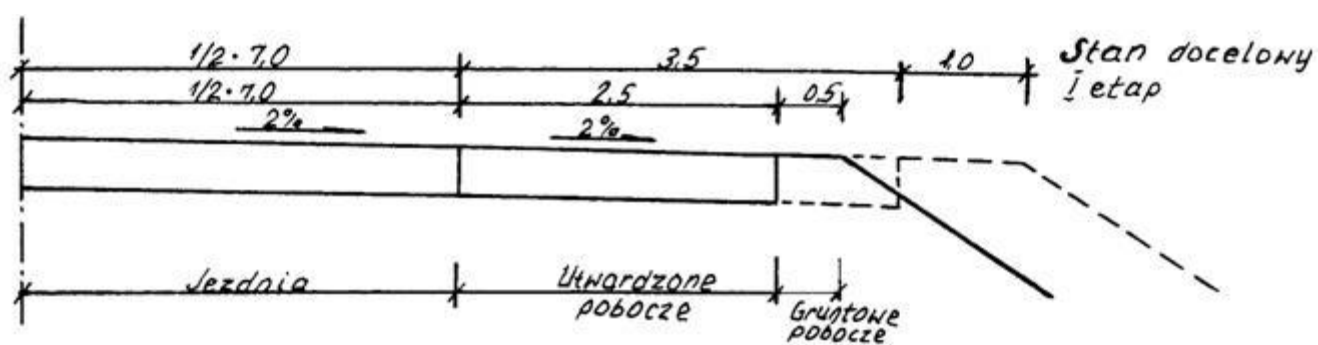 1/2·7,0 3,5 1,0 Stan docelowy
1/2·7,0 2,5 0,5 I etap
2% 2%
Jezdnia Utwardzone
pobocze
Gruntowe
pobocze